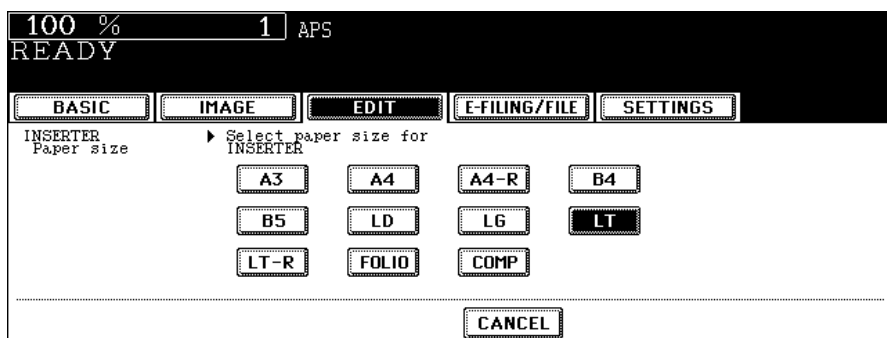 100 % 1 APS
READY
BASIC IMAGE EDIT E-FILING/FILE SETTINGS
INSERTER
Paper size
Select paper size for
INSERTER
A3 A4 A4-R B4
B5 LD LG LT
LT-R FOLIO COMP
CANCEL